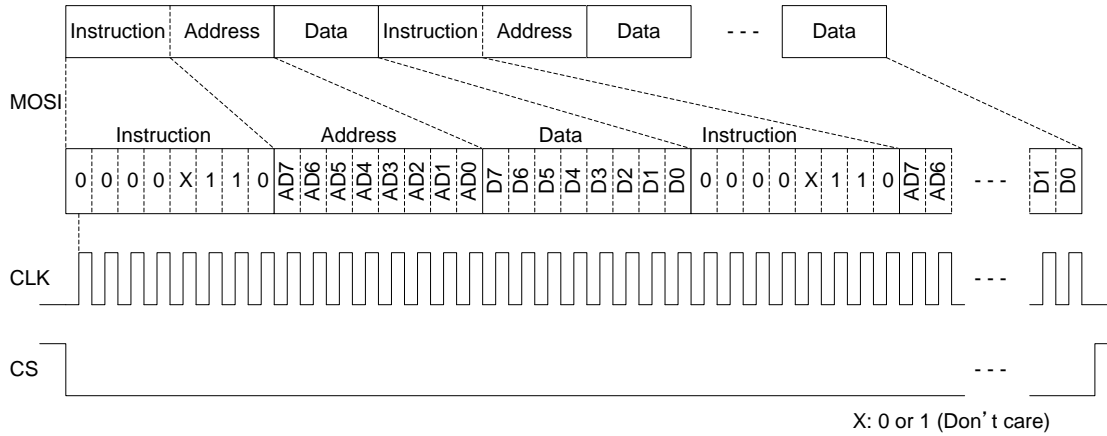 Instruction Address Data Instruction Address Data - - - Data
MOSI
Instruction Address Data Instruction
0 0 0 0 X 1 1 0 AD7 AD6 AD5 AD4 AD3 AD2 AD1 AD0 D7 D6 D5 D4 D3 D2 D1 D0 0 0 0 0 X 1 1 0 AD7 AD6 - - - D1 D0
CLK - - -
CS - - -
X: 0 or 1 (Don’t care)